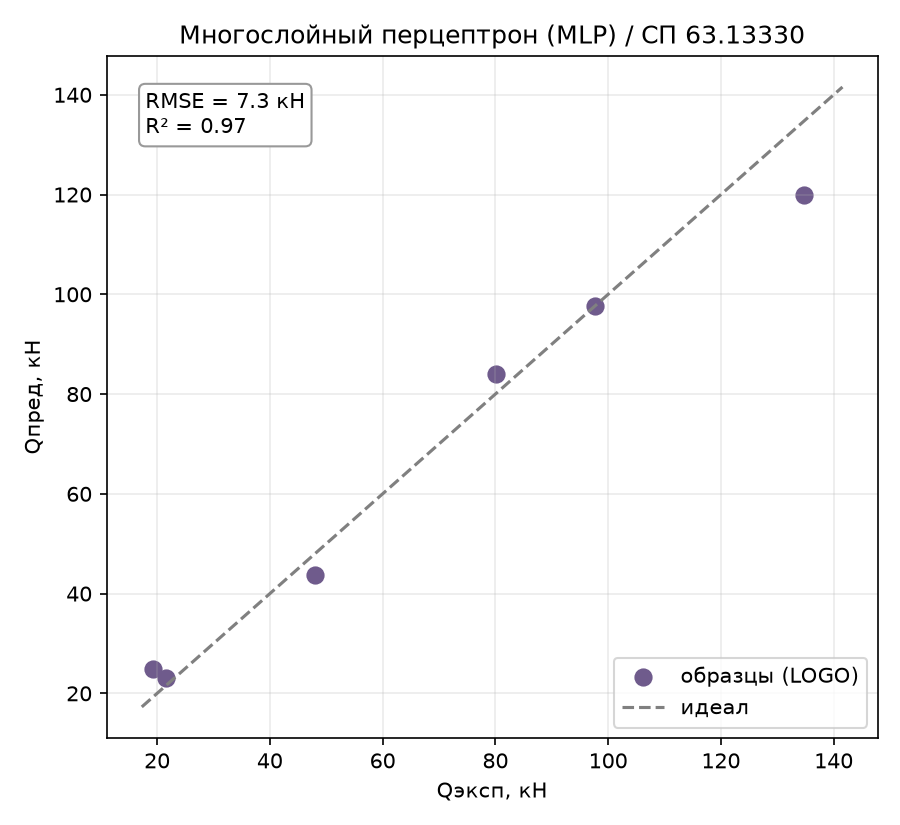 Многослойный перцептрон (MLP) / СП 63.13330
RMSE = 7.3 кН
R² = 0.97
Qпред, кН
140
120
100
80
60
40
20
образцы (LOGO)
идеал
20 40 60 80 100 120 140
Qэксп, кН